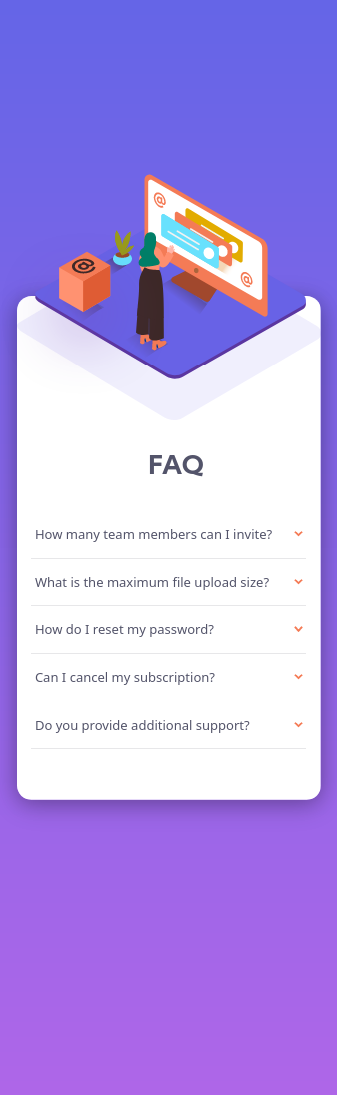 @
@
@
FAQ
How many team members can I invite?
What is the maximum file upload size?
How do I reset my password?
Can I cancel my subscription?
Do you provide additional support?